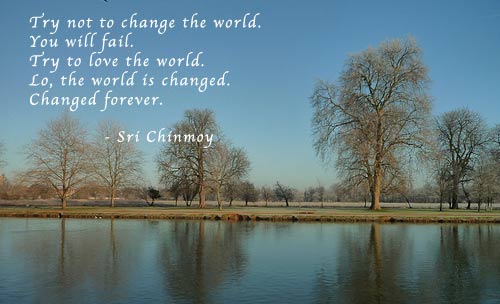 Try not to change the world.
You will fail.
Try to love the world.
Lo, the world is changed.
Changed forever.
- Sri Chinmoy